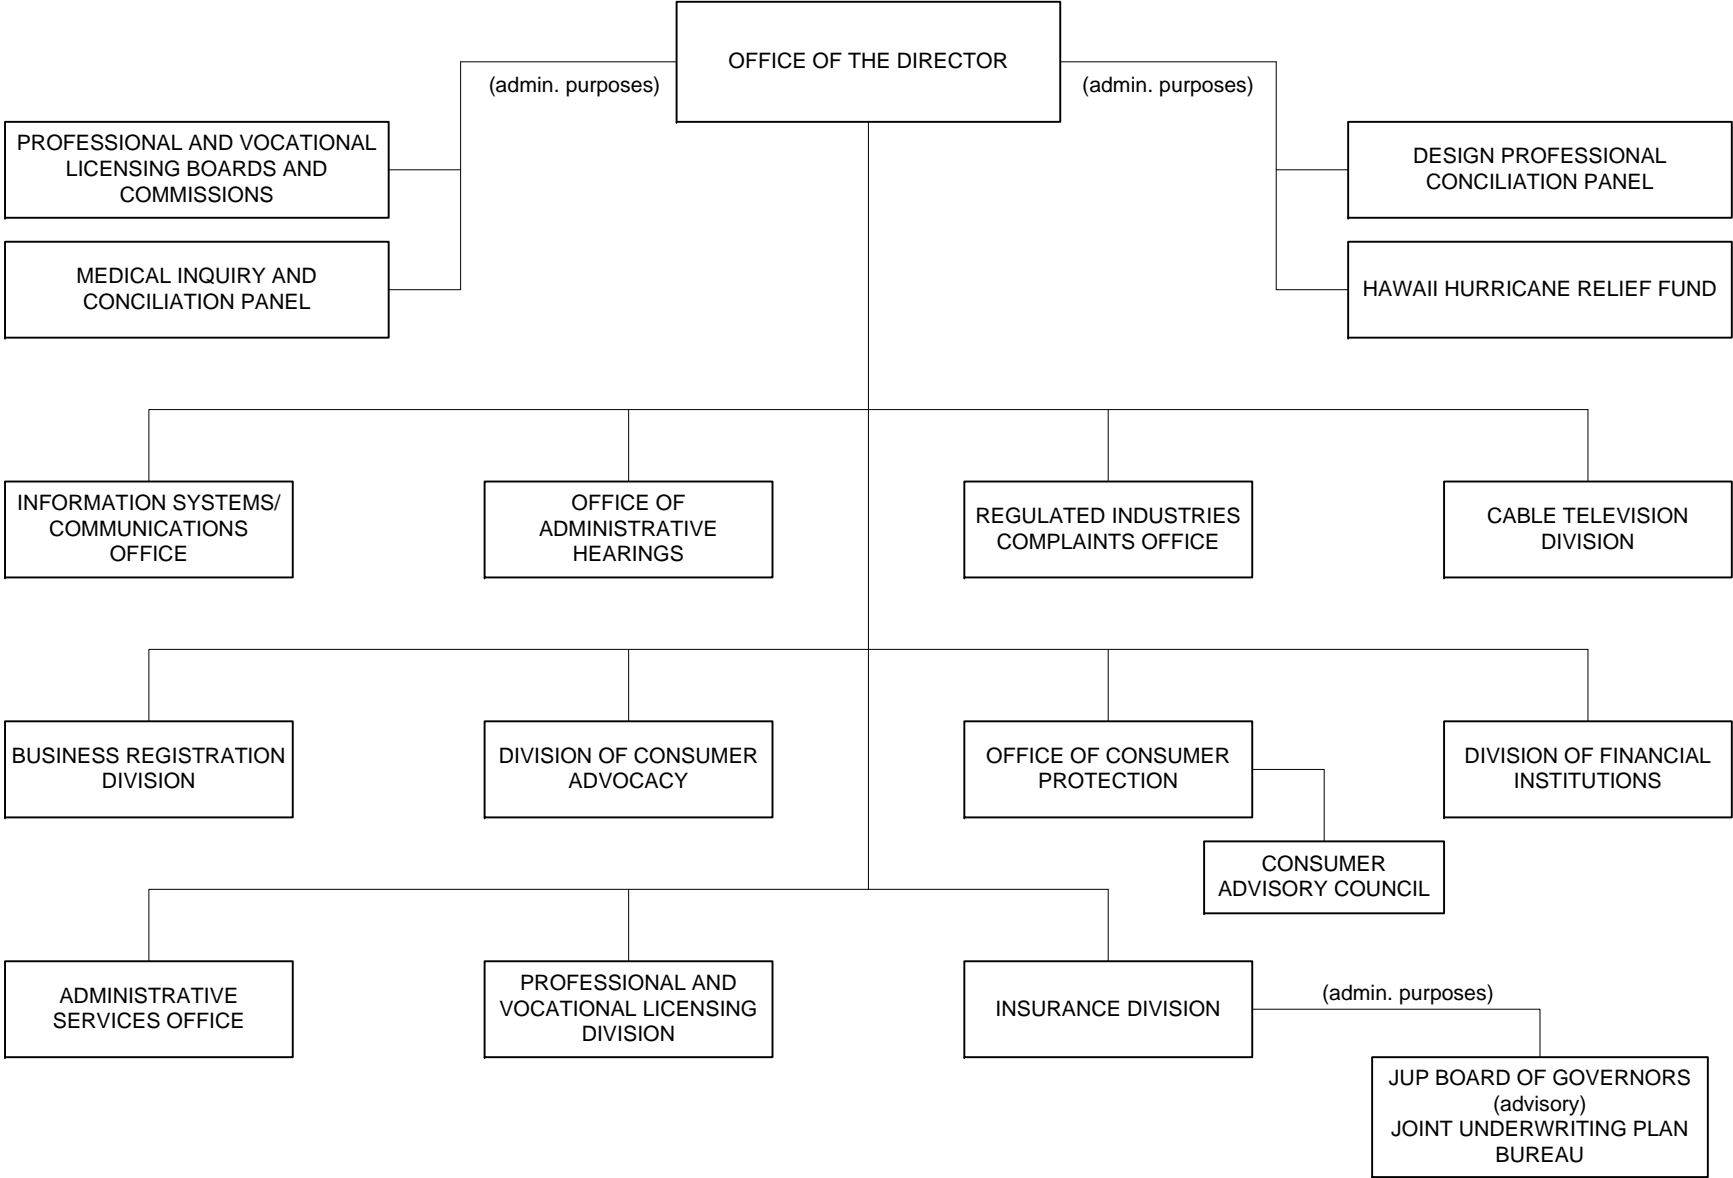 OFFICE OF THE DIRECTOR
(admin. purposes)
(admin. purposes)
PROFESSIONAL AND VOCATIONAL
LICENSING BOARDS AND
COMMISSIONS
DESIGN PROFESSIONAL
CONCILIATION PANEL
MEDICAL INQUIRY AND
CONCILIATION PANEL
HAWAII HURRICANE RELIEF FUND
INFORMATION SYSTEMS/
COMMUNICATIONS
OFFICE
OFFICE OF
ADMINISTRATIVE
HEARINGS
REGULATED INDUSTRIES
COMPLAINTS OFFICE
CABLE TELEVISION
DIVISION
BUSINESS REGISTRATION
DIVISION
DIVISION OF CONSUMER
ADVOCACY
OFFICE OF CONSUMER
PROTECTION
DIVISION OF FINANCIAL
INSTITUTIONS
CONSUMER
ADVISORY COUNCIL
ADMINISTRATIVE
SERVICES OFFICE
PROFESSIONAL AND
VOCATIONAL LICENSING
DIVISION
INSURANCE DIVISION
(admin. purposes)
JUP BOARD OF GOVERNORS
(advisory)
JOINT UNDERWRITING PLAN
BUREAU